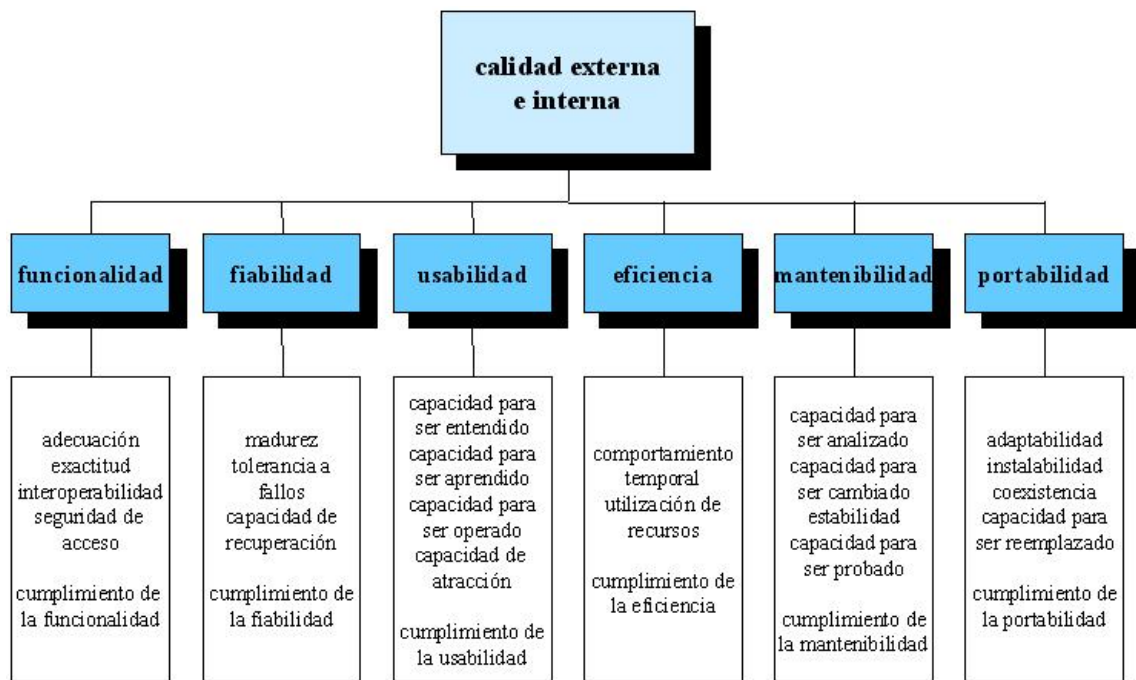 calidad externa
e interna
funcionalidad
fiabilidad
usabilidad
eficiencia
mantenibilidad
portabilidad
adecuación
exactitud
interoperabilidad
seguridad de
acceso
cumplimiento de
la funcionalidad
madurez
tolerancia a
fallos
capacidad de
recuperación
cumplimiento de
la fiabilidad
capacidad para
ser entendido
capacidad para
ser aprendido
capacidad para
ser operado
capacidad de
atracción
cumplimiento de
la usabilidad
comportamiento
temporal
utilización de
recursos
cumplimiento de
la eficiencia
capacidad para
ser analizado
capacidad para
ser cambiado
estabilidad
capacidad para
ser probado
cumplimiento de
la mantenibilidad
adaptabilidad
instalabilidad
coexistencia
capacidad para
ser reemplazado
cumplimiento de
la portabilidad